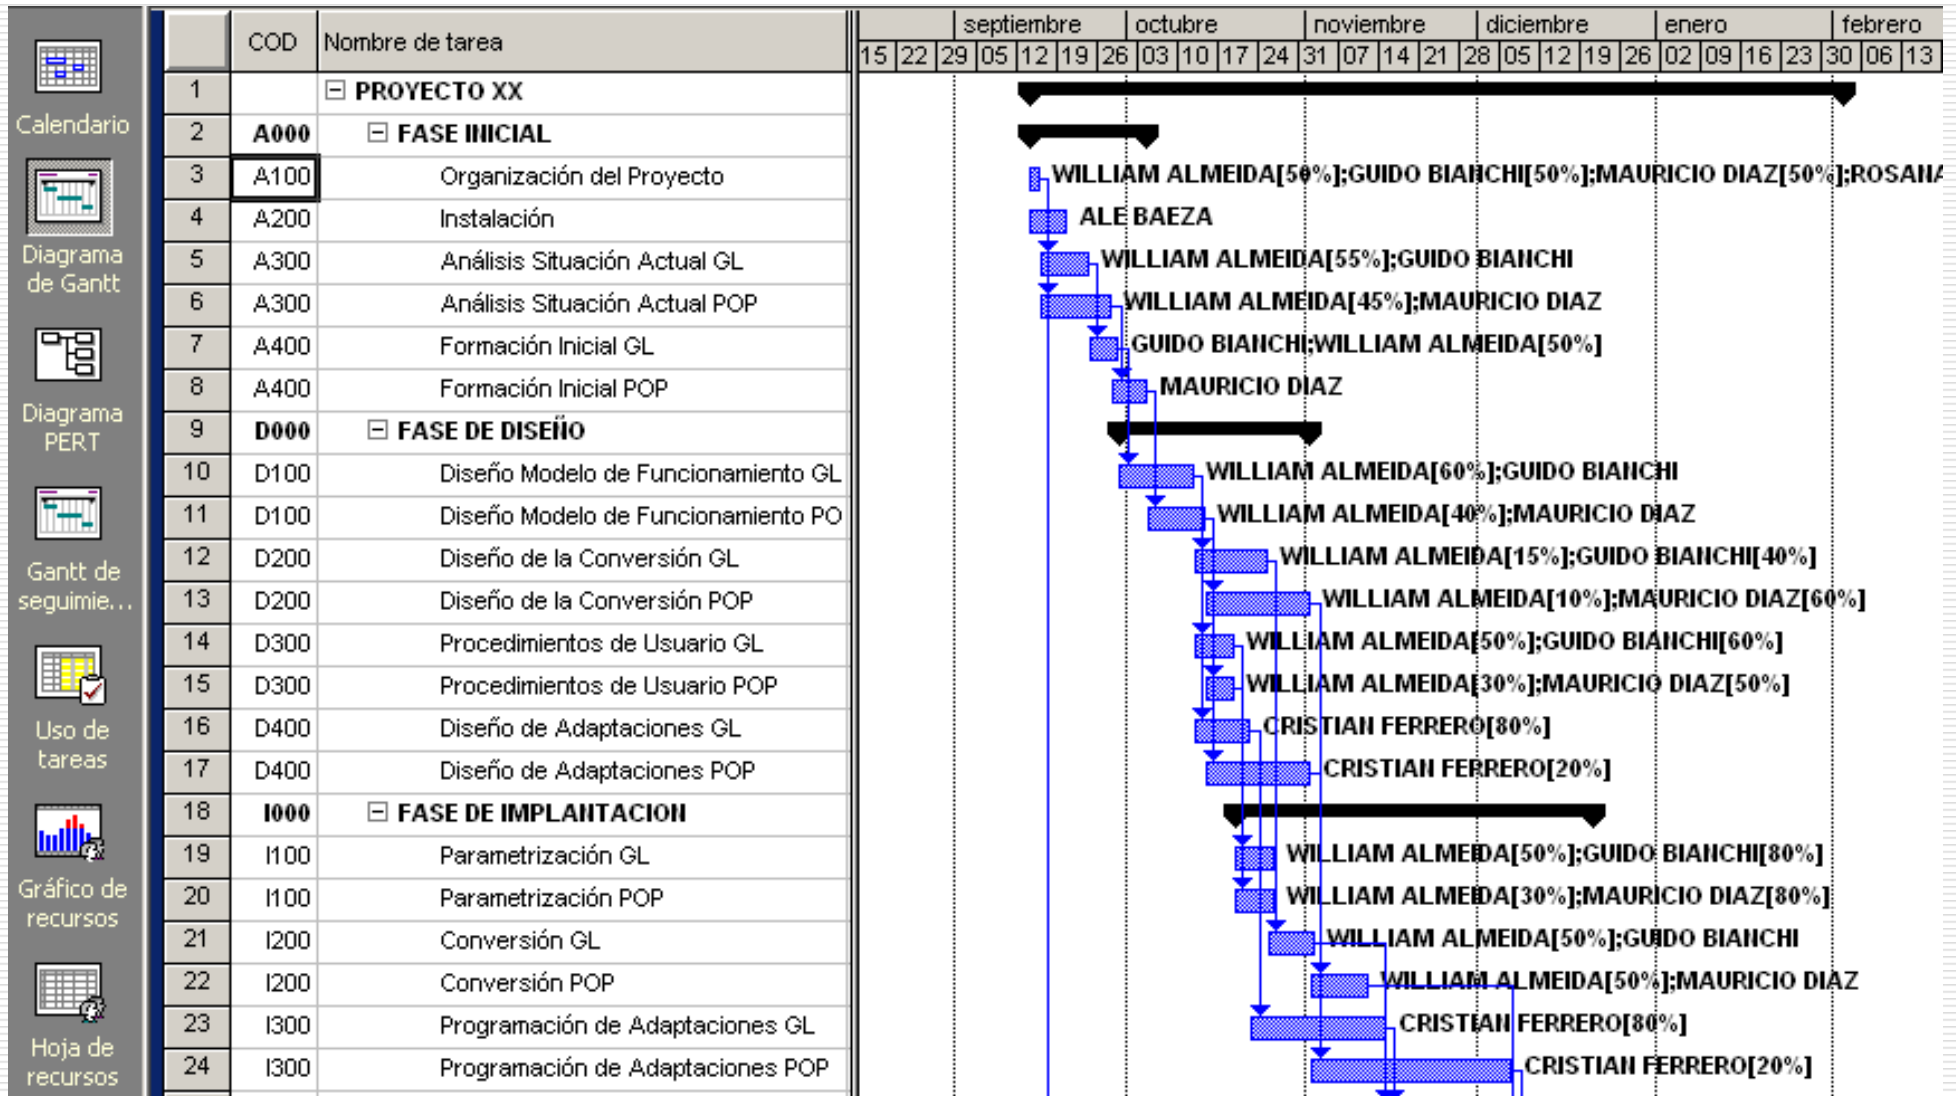 septiembre octubre noviembre diciembre enero febrero
COD Nombre de tarea
15 22 29 05 12 19 26 03 10 17 24 31 07 14 21 28 05 12 19 26 02 09 16 23 30 06 13
1 PROYECTO XX
Calendario
2 A000 FASE INICIAL
3 A100 Organización del Proyecto WILLIAM ALMEIDA[50%];GUIDO BIANCHI[50%];MAURICIO DIAZ[50%];ROSANA
4 A200 Instalación ALE BAEZA
Diagrama
de Gantt
5 A300 Análisis Situación Actual GL WILLIAM ALMEIDA[55%];GUIDO BIANCHI
6 A300 Análisis Situación Actual POP WILLIAM ALMEIDA[45%];MAURICIO DIAZ
7 A400 Formación Inicial GL GUIDO BIANCHI;WILLIAM ALMEIDA[50%]
8 A400 Formación Inicial POP MAURICIO DIAZ
Diagrama
PERT
9 D000 FASE DE DISEÑO
10 D100 Diseño Modelo de Funcionamiento GL WILLIAM ALMEIDA[60%];GUIDO BIANCHI
11 D100 Diseño Modelo de Funcionamiento PO WILLIAM ALMEIDA[40%];MAURICIO DIAZ
12 D200 Diseño de la Conversión GL WILLIAM ALMEIDA[15%];GUIDO BIANCHI[40%]
Gantt de
seguimie...
13 D200 Diseño de la Conversión POP WILLIAM ALMEIDA[10%];MAURICIO DIAZ[60%]
14 D300 Procedimientos de Usuario GL WILLIAM ALMEIDA[50%];GUIDO BIANCHI[60%]
15 D300 Procedimientos de Usuario POP WILLIAM ALMEIDA[30%];MAURICIO DIAZ[50%]
16 D400 Diseño de Adaptaciones GL CRISTIAN FERRERO[80%]
Uso de
tareas
17 D400 Diseño de Adaptaciones POP CRISTIAN FERRERO[20%]
18 I000 FASE DE IMPLANTACION
19 I100 Parametrización GL WILLIAM ALMEIDA[50%];GUIDO BIANCHI[80%]
20 I100 Parametrización POP WILLIAM ALMEIDA[30%];MAURICIO DIAZ[80%]
Gráfico de
recursos
21 I200 Conversión GL WILLIAM ALMEIDA[50%];GUIDO BIANCHI
22 I200 Conversión POP WILLIAM ALMEIDA[50%];MAURICIO DIAZ
23 I300 Programación de Adaptaciones GL CRISTIAN FERRERO[80%]
24 I300 Programación de Adaptaciones POP CRISTIAN FERRERO[20%]
Hoja de
recursos